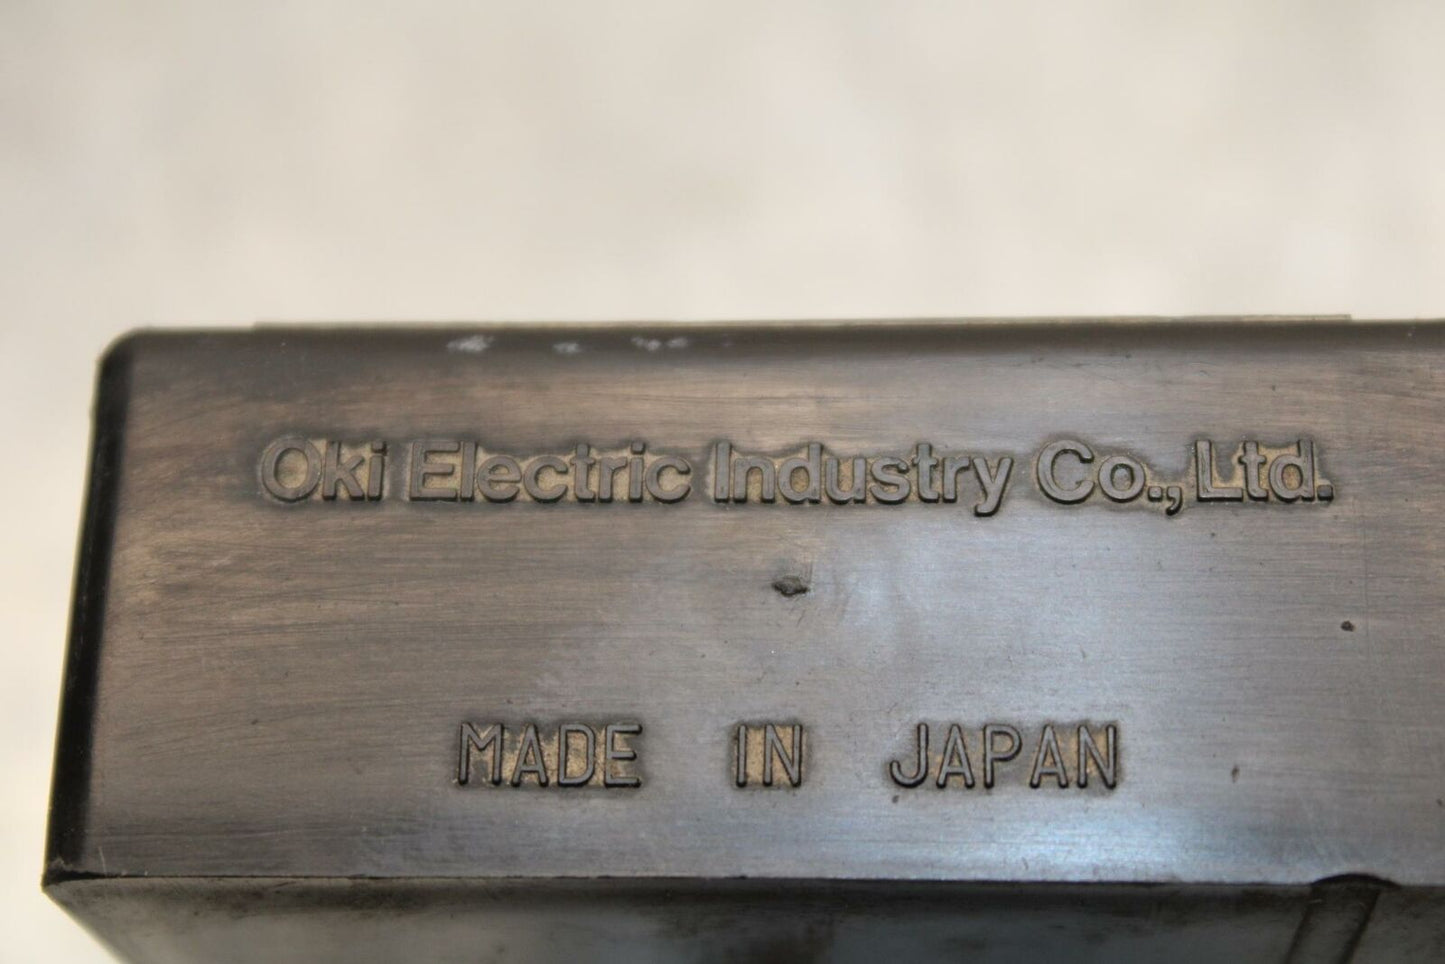 Oki Electric Industry Co., Ltd.
MADE IN JAPAN